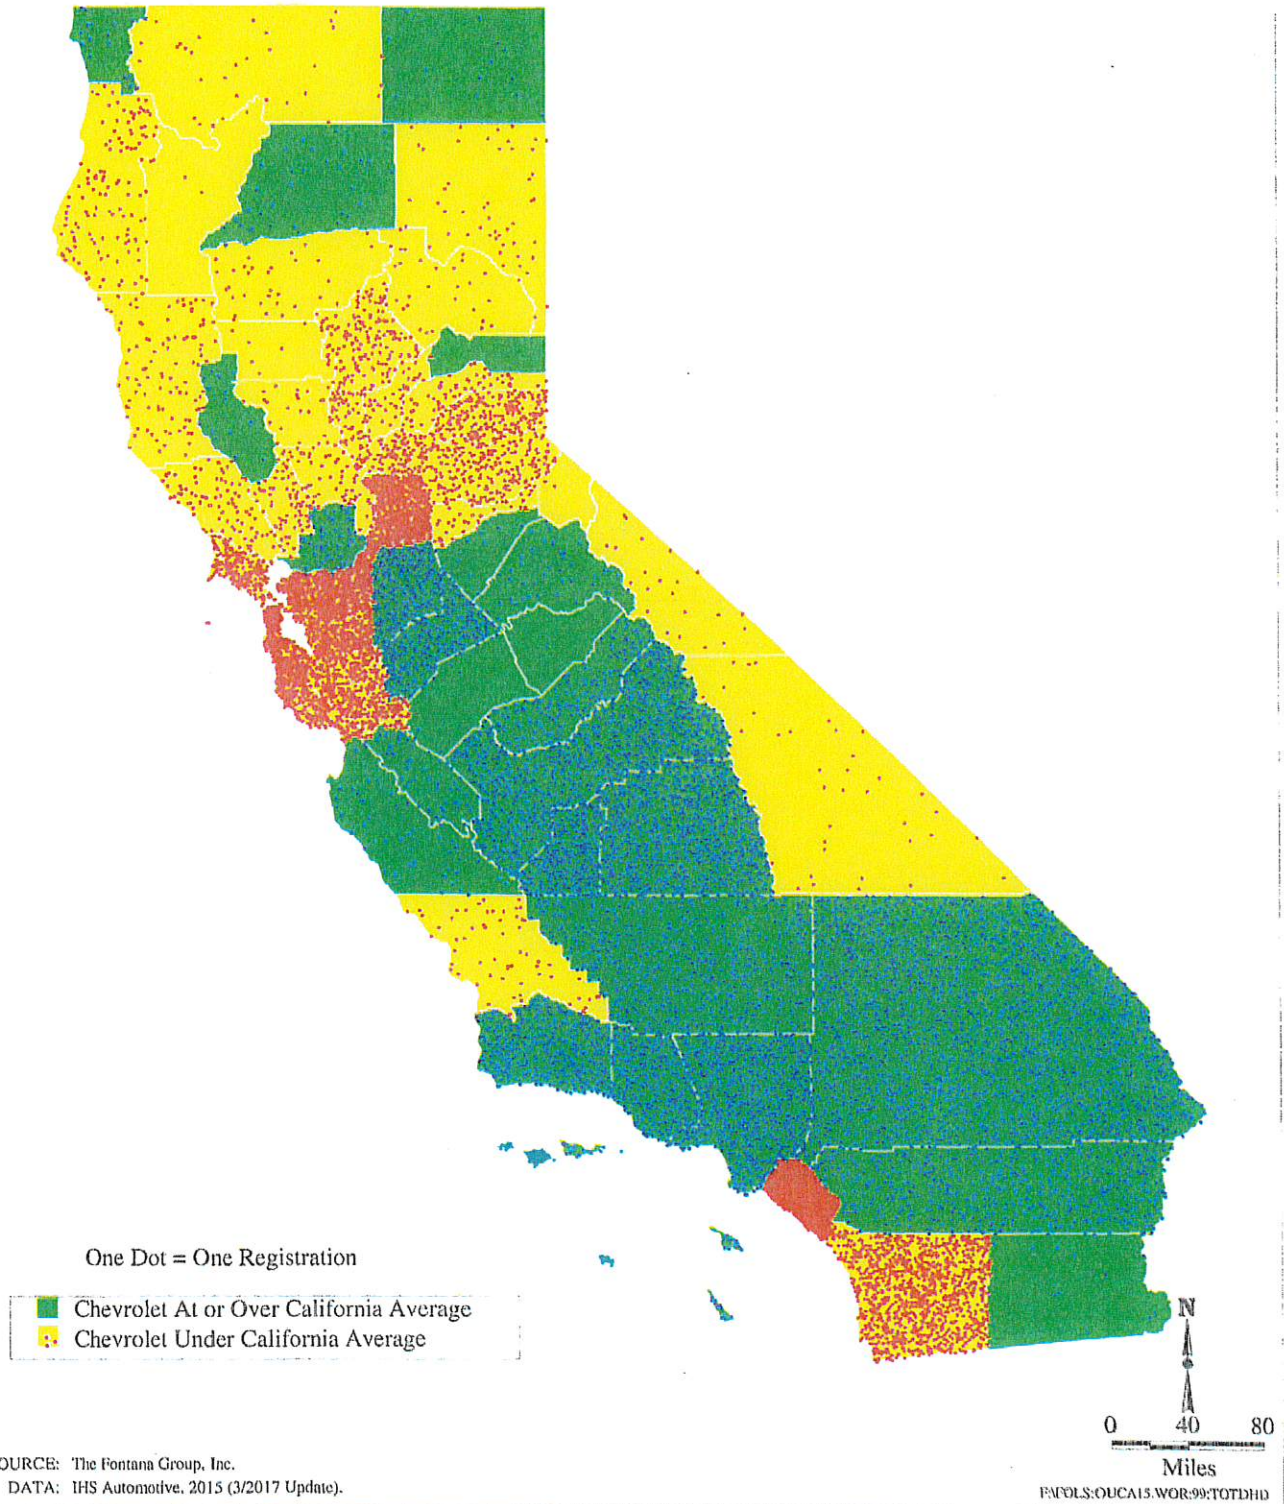 One Dot = One Registration
Chevrolet At or Over California Average
Chevrolet Under California Average
N
0 40 80
Miles
OURCE: The Fontana Group, Inc.
DATA: IHS Automotive, 2015 (3/2017 Update).